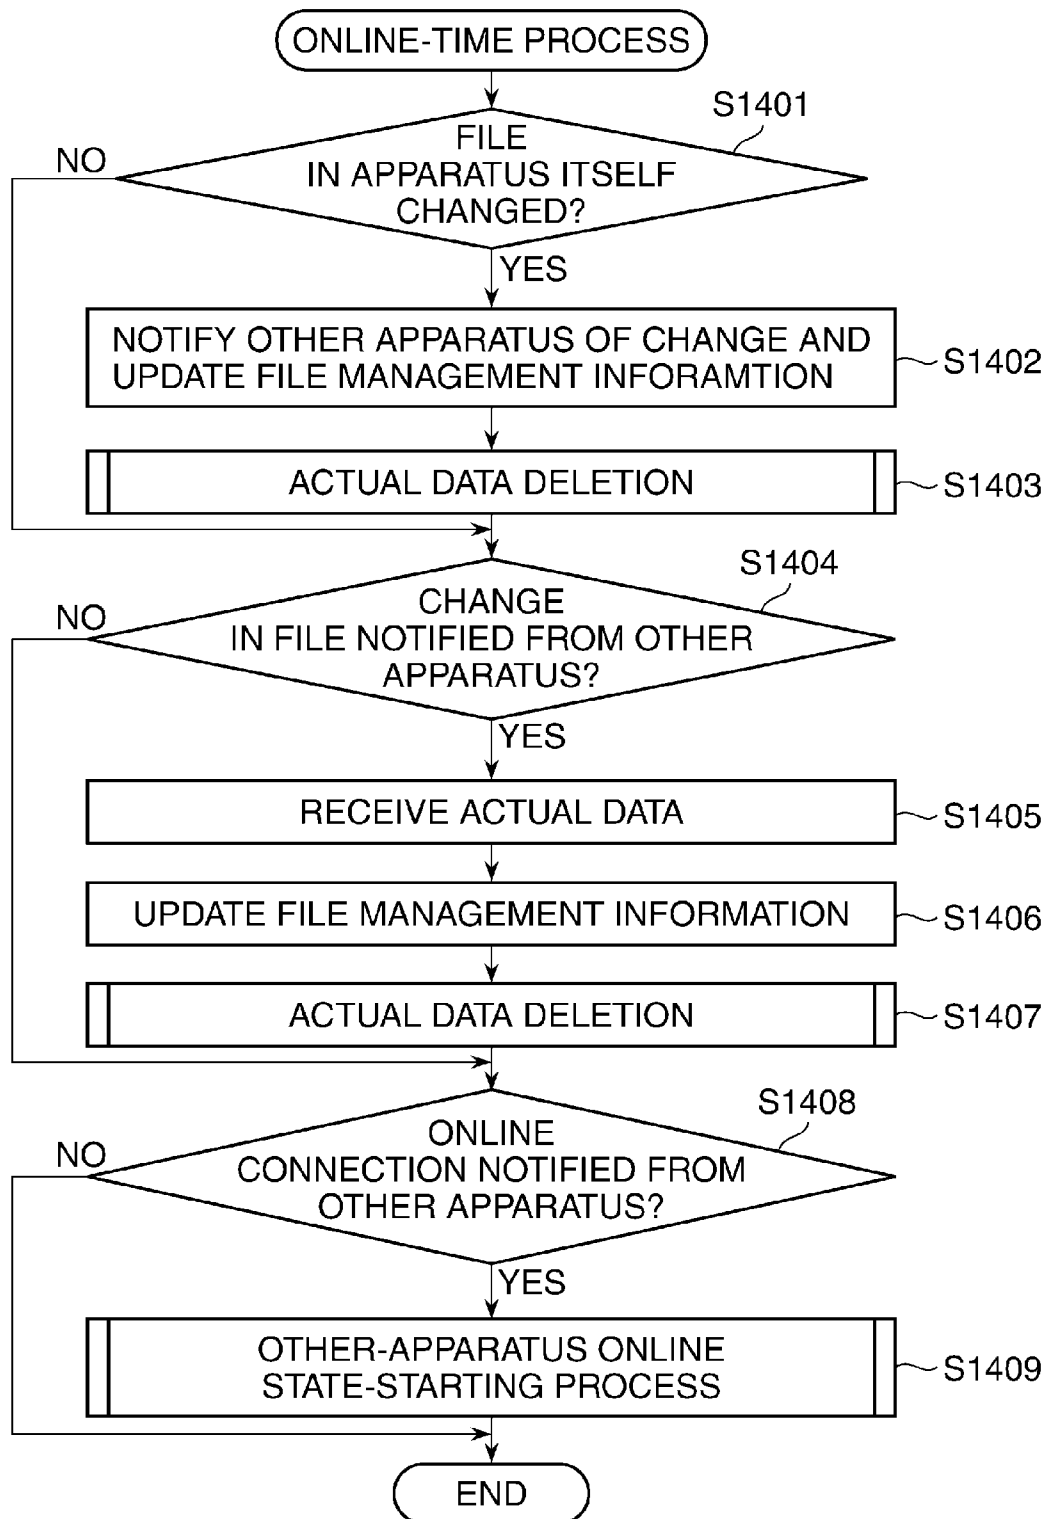 ONLINE-TIME PROCESS
S1401
FILE
IN APPARATUS ITSELF
CHANGED?
NO
YES
NOTIFY OTHER APPARATUS OF CHANGE AND
UPDATE FILE MANAGEMENT INFORAMTION
S1402
ACTUAL DATA DELETION
S1403
S1404
CHANGE
IN FILE NOTIFIED FROM OTHER
APPARATUS?
NO
YES
RECEIVE ACTUAL DATA
S1405
UPDATE FILE MANAGEMENT INFORMATION
S1406
ACTUAL DATA DELETION
S1407
S1408
ONLINE
CONNECTION NOTIFIED FROM
OTHER APPARATUS?
NO
YES
OTHER-APPARATUS ONLINE
STATE-STARTING PROCESS
S1409
END